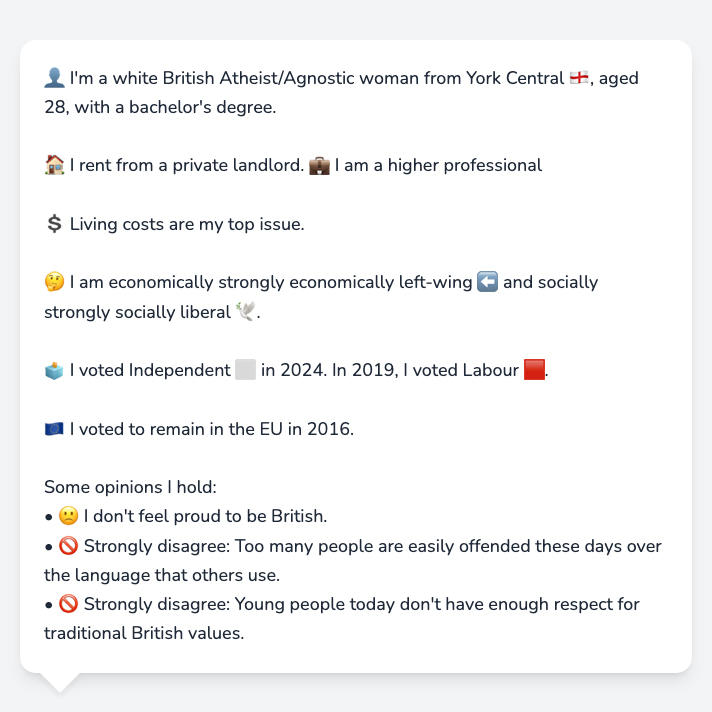 👤 I'm a white British Atheist/Agnostic woman from York Central 🏴󠁧󠁢󠁥󠁮󠁧󠁿, aged
28, with a bachelor's degree.
🏠 I rent from a private landlord. 💼 I am a higher professional
💲 Living costs are my top issue.
🤔 I am economically strongly economically left-wing ⬅️ and socially
strongly socially liberal 🕊️.
🗳️ I voted Independent ⬜ in 2024. In 2019, I voted Labour 🟥.
🇪🇺 I voted to remain in the EU in 2016.
Some opinions I hold:
• 🙁 I don't feel proud to be British.
• 🚫 Strongly disagree: Too many people are easily offended these days over
the language that others use.
• 🚫 Strongly disagree: Young people today don't have enough respect for
traditional British values.